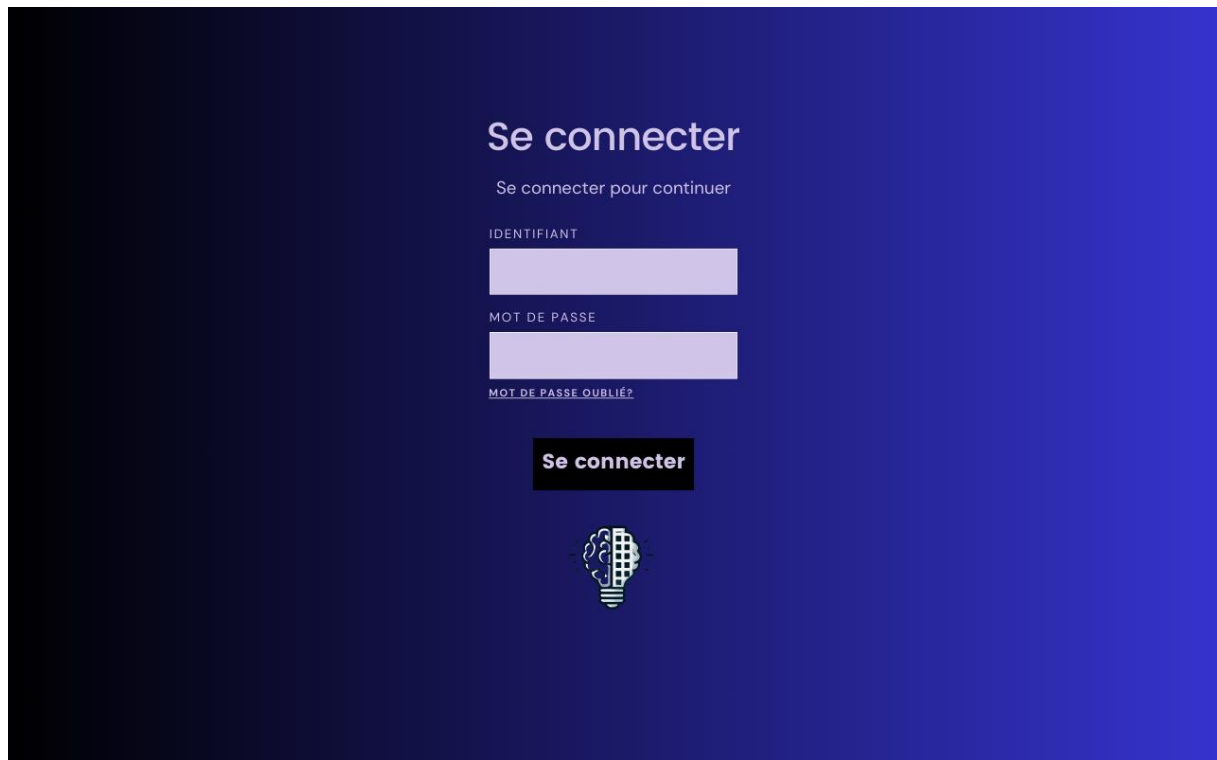 Se connecter
Se connecter pour continuer
IDENTIFIANT
MOT DE PASSE
MOT DE PASSE OUBLIÉ?
Se connecter